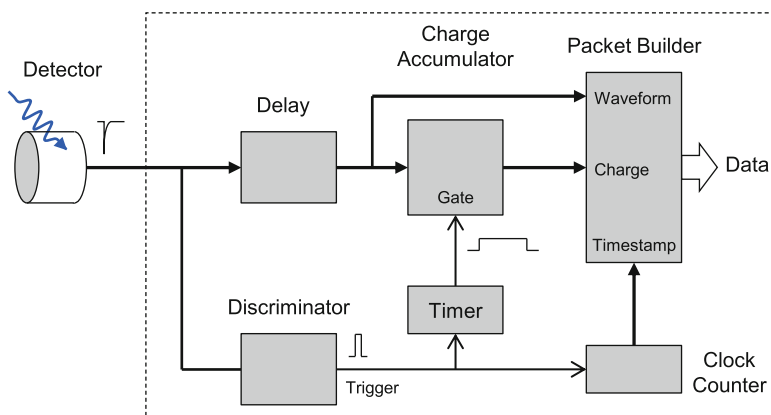 Detector
Delay
Charge
Accumulator
Packet Builder
Waveform
Charge
Timestamp
Data
Gate
Timer
Discriminator
Trigger
Clock
Counter